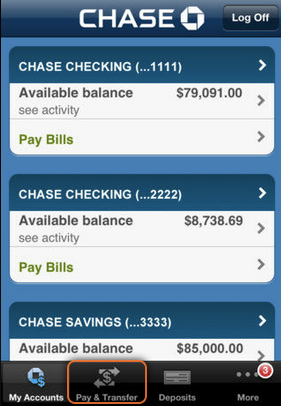 CHASE
Log Off
CHASE CHECKING (...1111)
Available balance $79,091.00
see activity
Pay Bills
CHASE CHECKING (...2222)
Available balance $8,738.69
see activity
Pay Bills
CHASE SAVINGS (...3333)
Available balance $85,000.00
3
My Accounts Pay & Transfer Deposits More